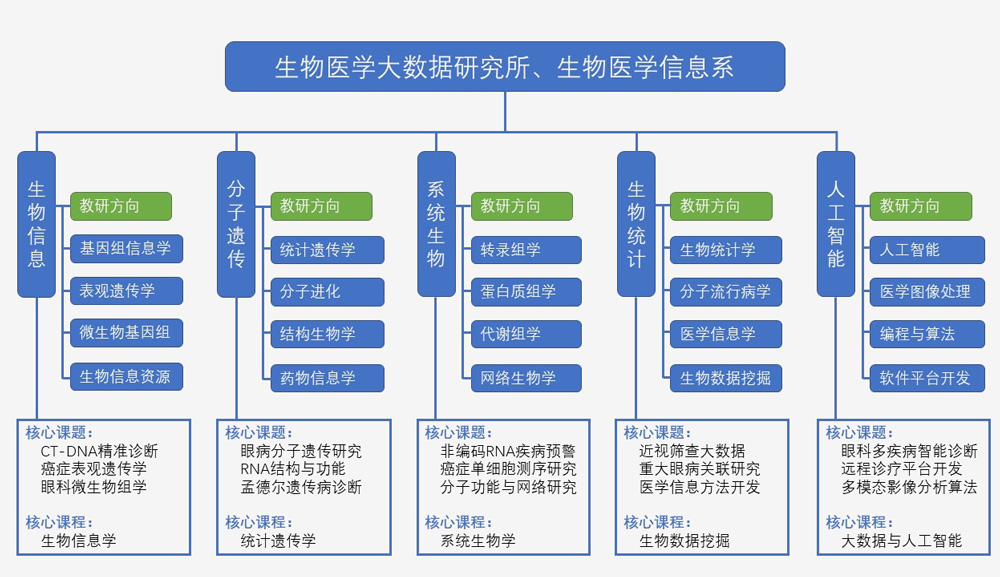 生物医学大数据研究所、生物医学信息系
生物信息
教研方向
基因组信息学
表观遗传学
微生物基因组
生物信息资源
核心课题：
CT-DNA精准诊断
癌症表观遗传学
眼科微生物组学
核心课程：
生物信息学
分子遗传
教研方向
统计遗传学
分子进化
结构生物学
药物信息学
核心课题：
眼病分子遗传研究
RNA结构与功能
孟德尔遗传病诊断
核心课程：
统计遗传学
系统生物
教研方向
转录组学
蛋白质组学
代谢组学
网络生物学
核心课题：
非编码RNA疾病预警
癌症单细胞测序研究
分子功能与网络研究
核心课程：
系统生物学
生物统计
教研方向
生物统计学
分子流行病学
医学信息学
生物数据挖掘
核心课题：
近视筛查大数据
重大眼病关联研究
医学信息方法开发
核心课程：
生物数据挖掘
人工智能
教研方向
人工智能
医学图像处理
编程与算法
软件平台开发
核心课题：
眼科多疾病智能诊断
远程诊疗平台开发
多模态影像分析算法
核心课程：
大数据与人工智能